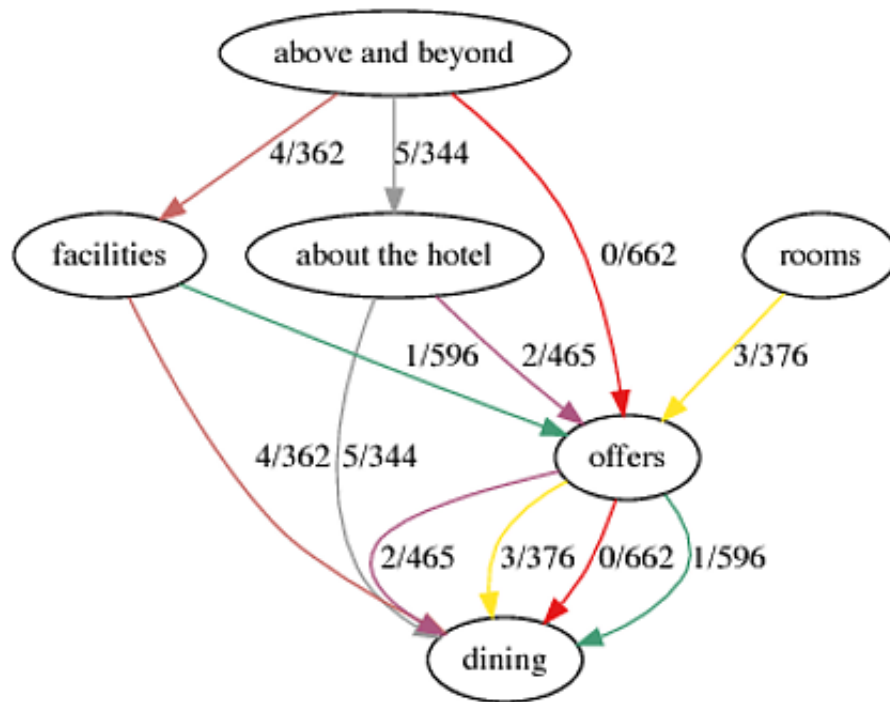 above and beyond
4/362
5/344
facilities
about the hotel
0/662
rooms
1/596
2/465
3/376
4/362
5/344
offers
2/465
3/376
0/662
1/596
dining